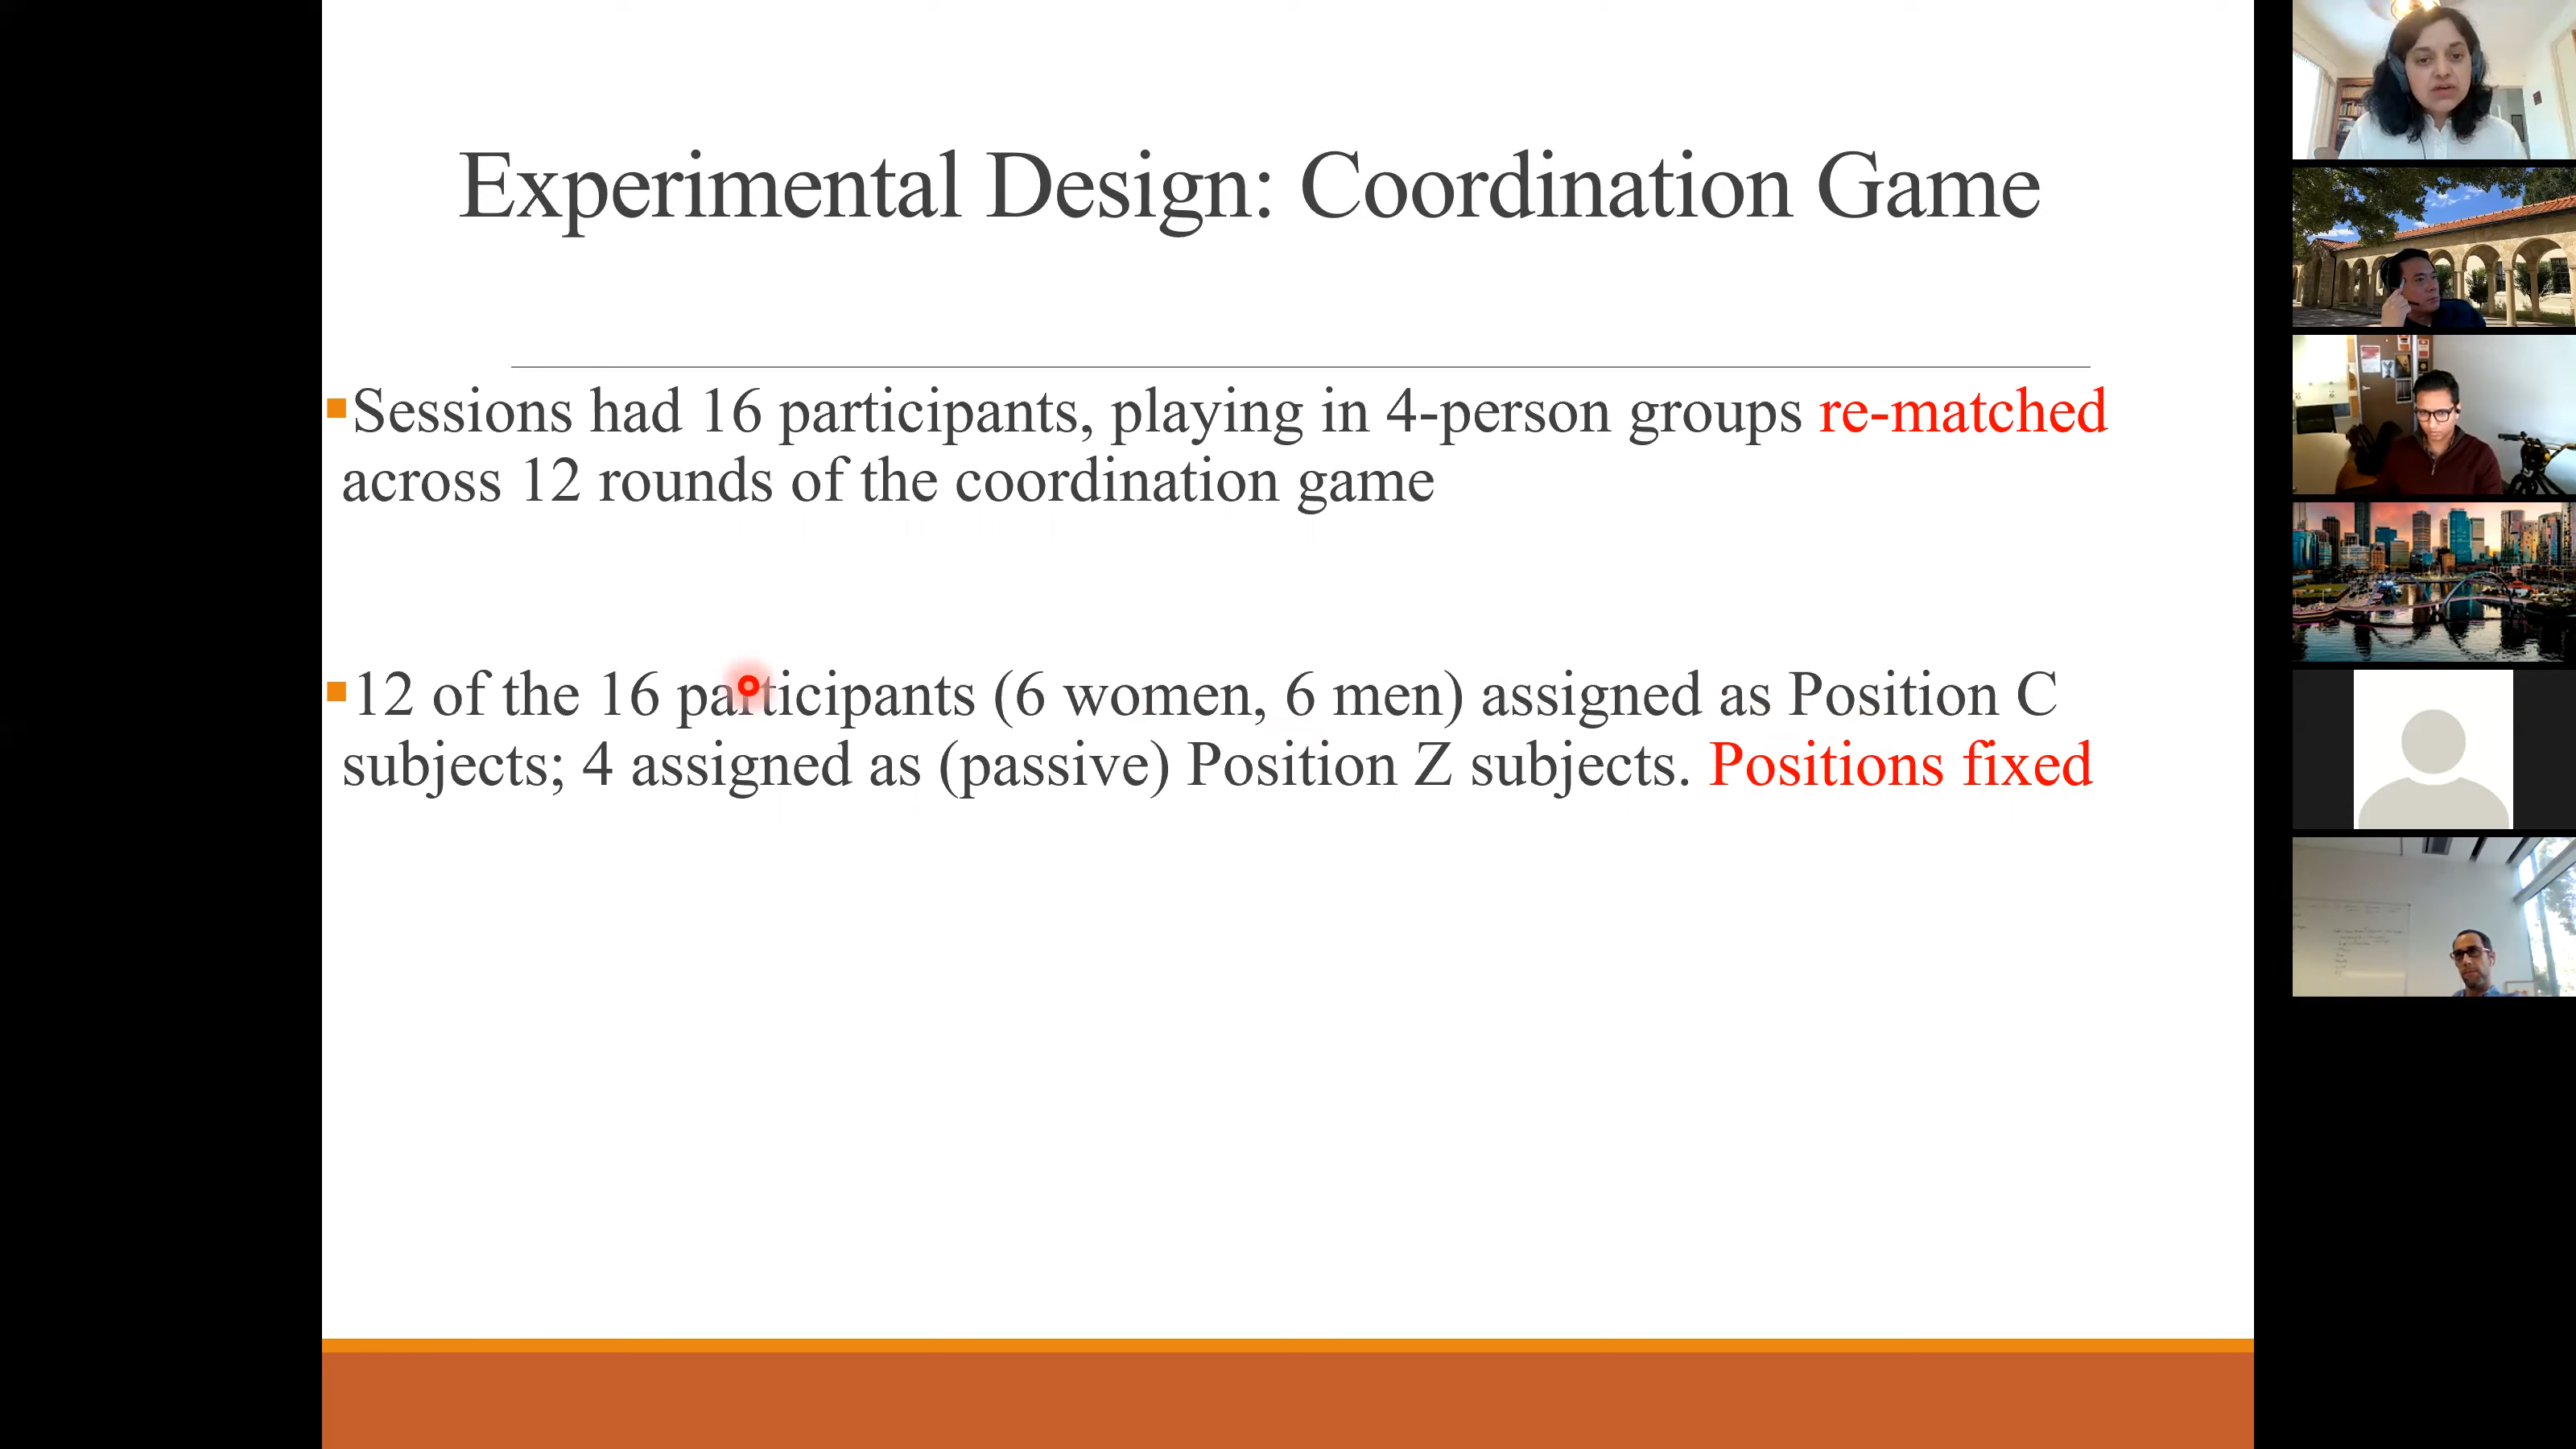 Experimental Design: Coordination Game
▪Sessions had 16 participants, playing in 4-person groups re-matched
across 12 rounds of the coordination game
▪12 of the 16 participants (6 women, 6 men) assigned as Position C
subjects; 4 assigned as (passive) Position Z subjects. Positions fixed